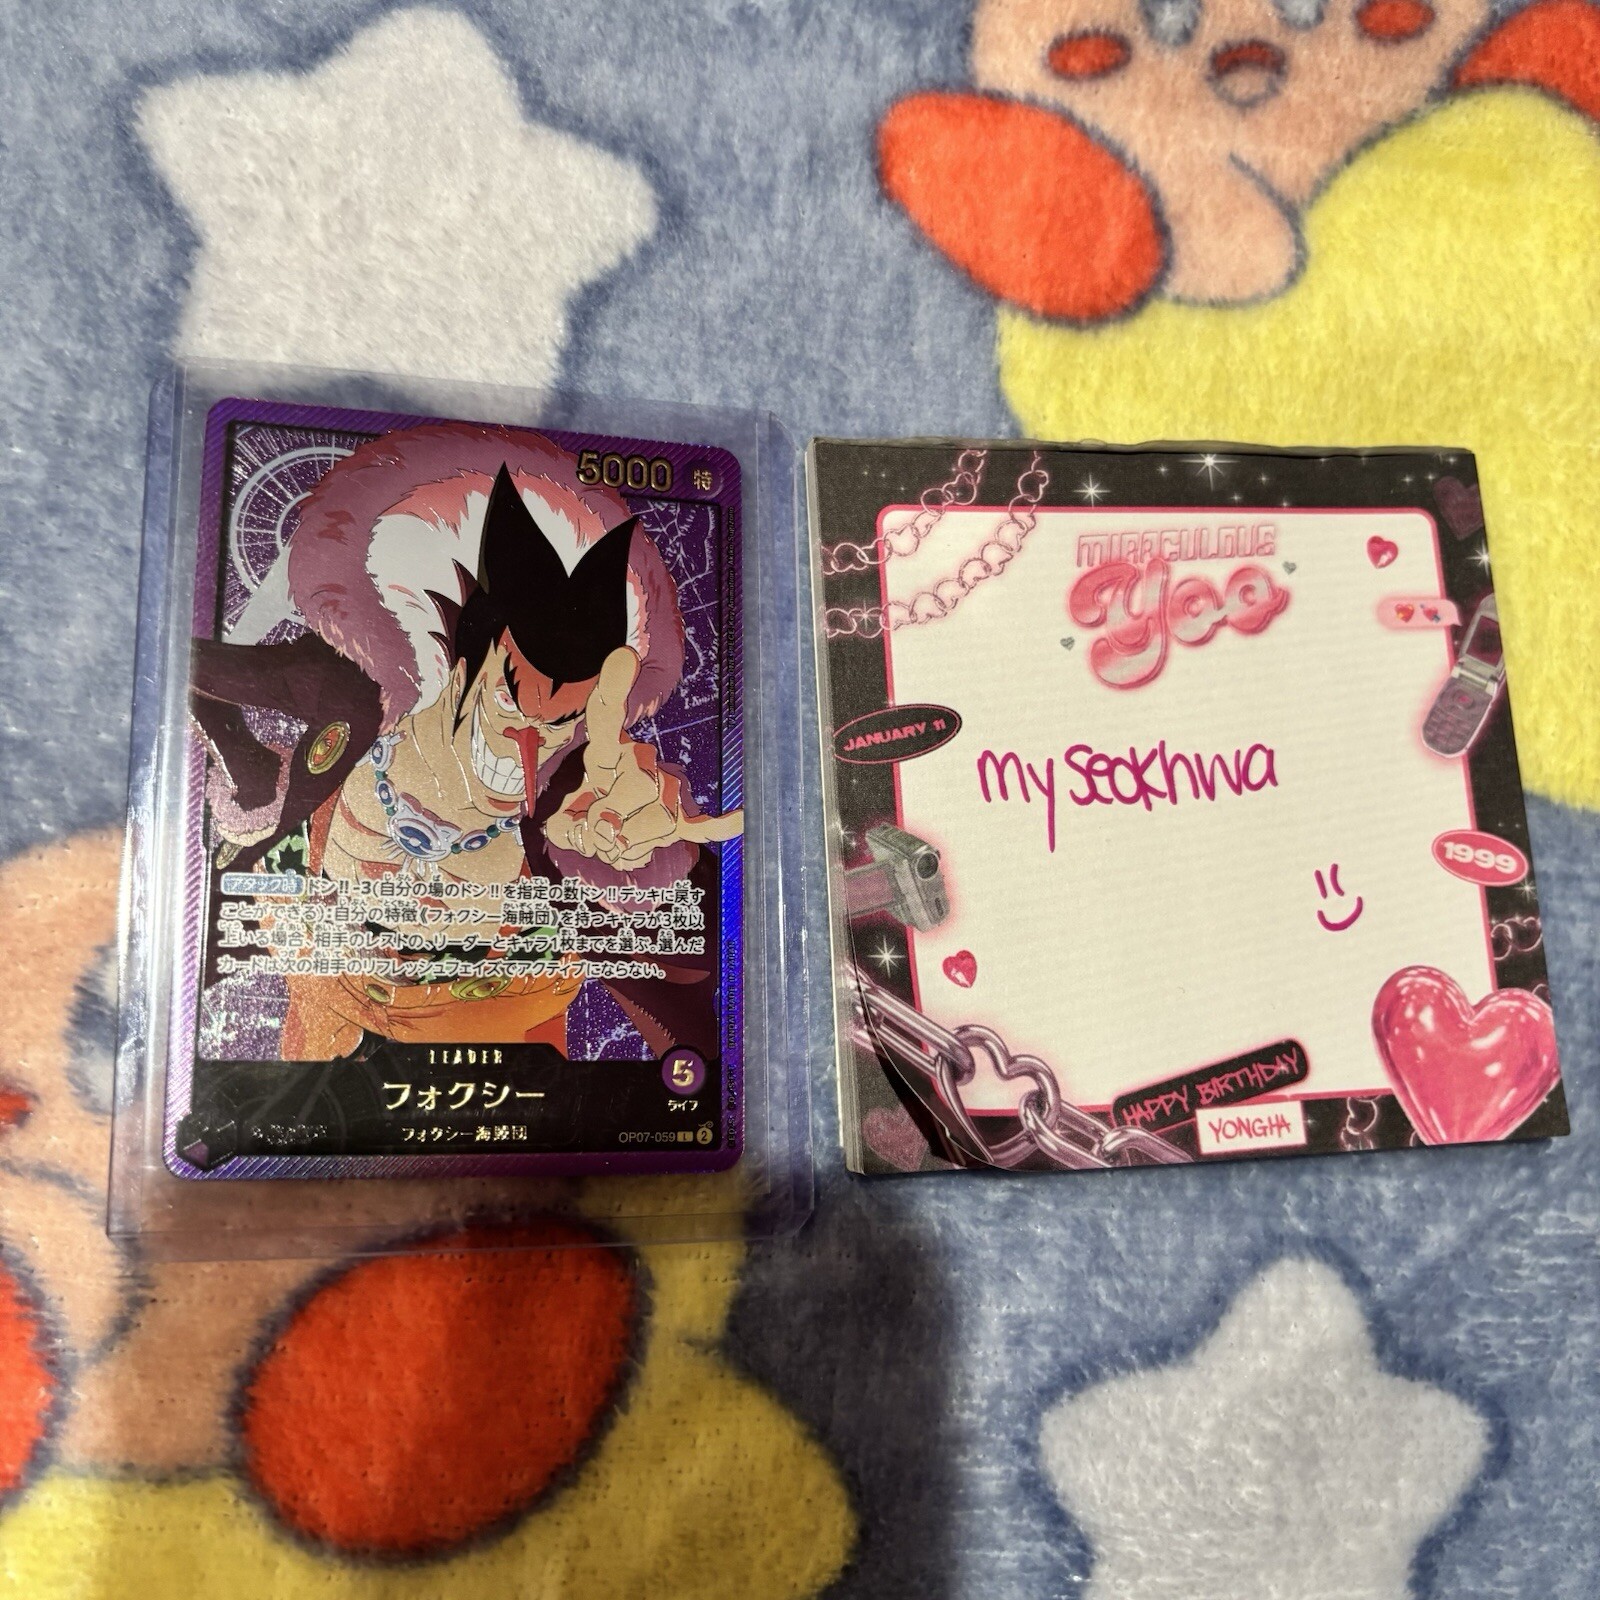 5000 特
アタック時 ドン!!-3(自分の場のドン!!を指定の数ドン!!デッキに戻す
ことができる):自分の特徴《フォクシー海賊団》を持つキャラが3枚以
上いる場合、相手のレストの、リーダーとキャラ1枚までを選ぶ。選んだ
カードは次の相手のリフレッシュフェイズでアクティブにならない。
LEADER
フォクシー
5
ライフ
フォクシー海賊団
OP07-059 L 2
MIRACULOUS
Yoo
JANUARY 11
my seokhwa
1999
HAPPY BIRTHDAY
YONGHA